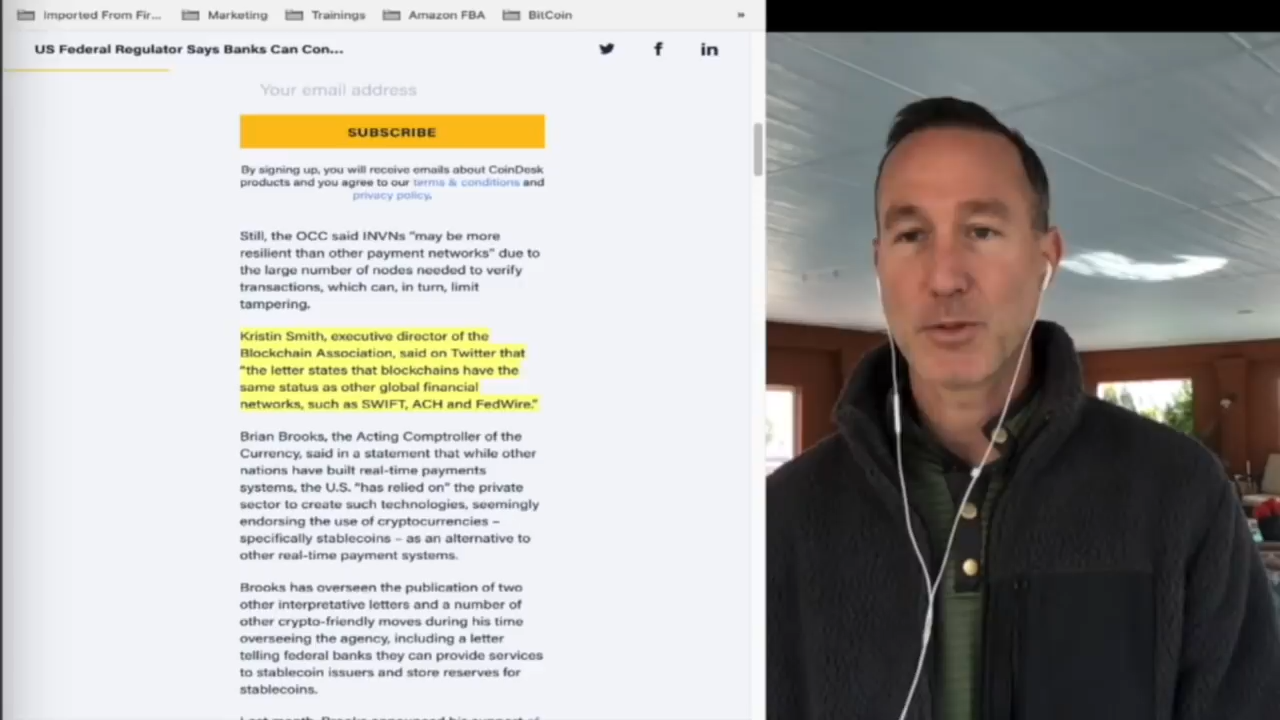 Imported From Fir... Marketing Trainings Amazon FBA BitCoin »
US Federal Regulator Says Banks Can Con...
Your email address
SUBSCRIBE
By signing up, you will receive emails about CoinDesk
products and you agree to our terms & conditions and
privacy policy.
Still, the OCC said INVNs "may be more
resilient than other payment networks" due to
the large number of nodes needed to verify
transactions, which can, in turn, limit
tampering.
Kristin Smith, executive director of the
Blockchain Association, said on Twitter that
"the letter states that blockchains have the
same status as other global financial
networks, such as SWIFT, ACH and FedWire."
Brian Brooks, the Acting Comptroller of the
Currency, said in a statement that while other
nations have built real-time payments
systems, the U.S. "has relied on" the private
sector to create such technologies, seemingly
endorsing the use of cryptocurrencies –
specifically stablecoins – as an alternative to
other real-time payment systems.
Brooks has overseen the publication of two
other interpretative letters and a number of
other crypto-friendly moves during his time
overseeing the agency, including a letter
telling federal banks they can provide services
to stablecoin issuers and store reserves for
stablecoins.
Last month, Brooks announced his support of